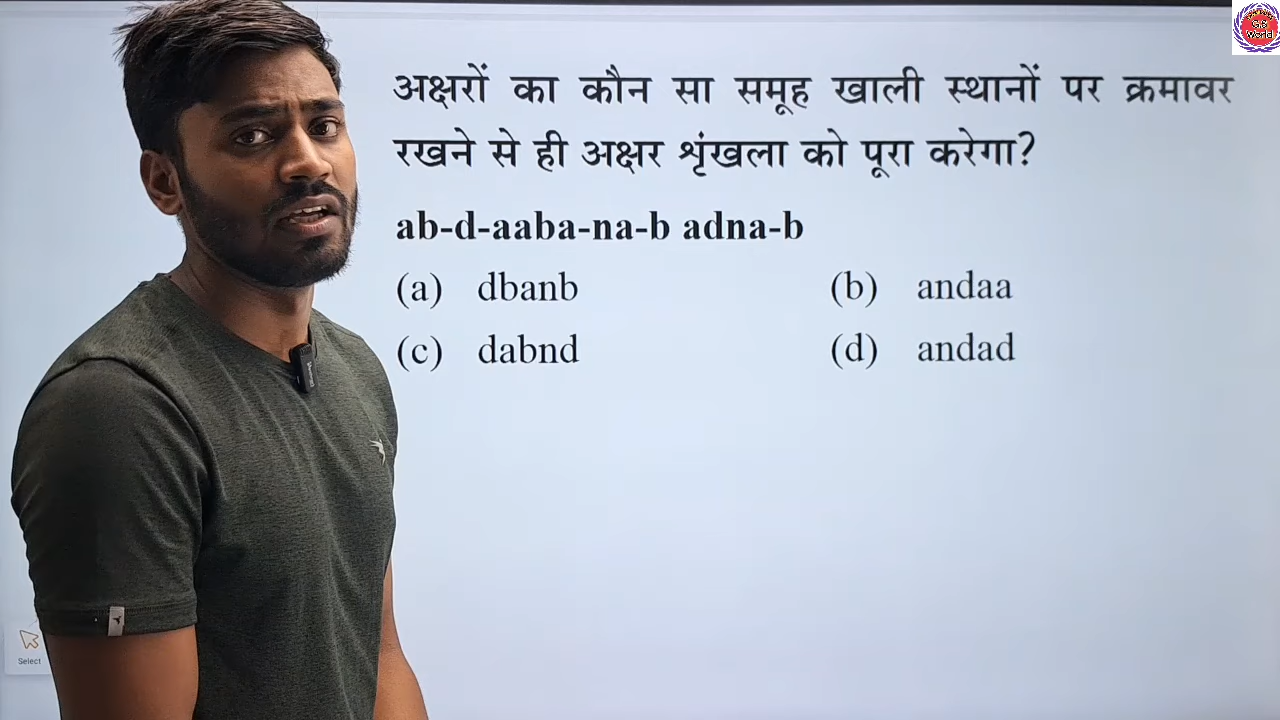 अक्षरों का कौन सा समूह खाली स्थानों पर क्रमावर
रखने से ही अक्षर शृंखला को पूरा करेगा?
ab-d-aaba-na-b adna-b
(a) dbanb (b) andaa
(c) dabnd (d) andad
Select
World